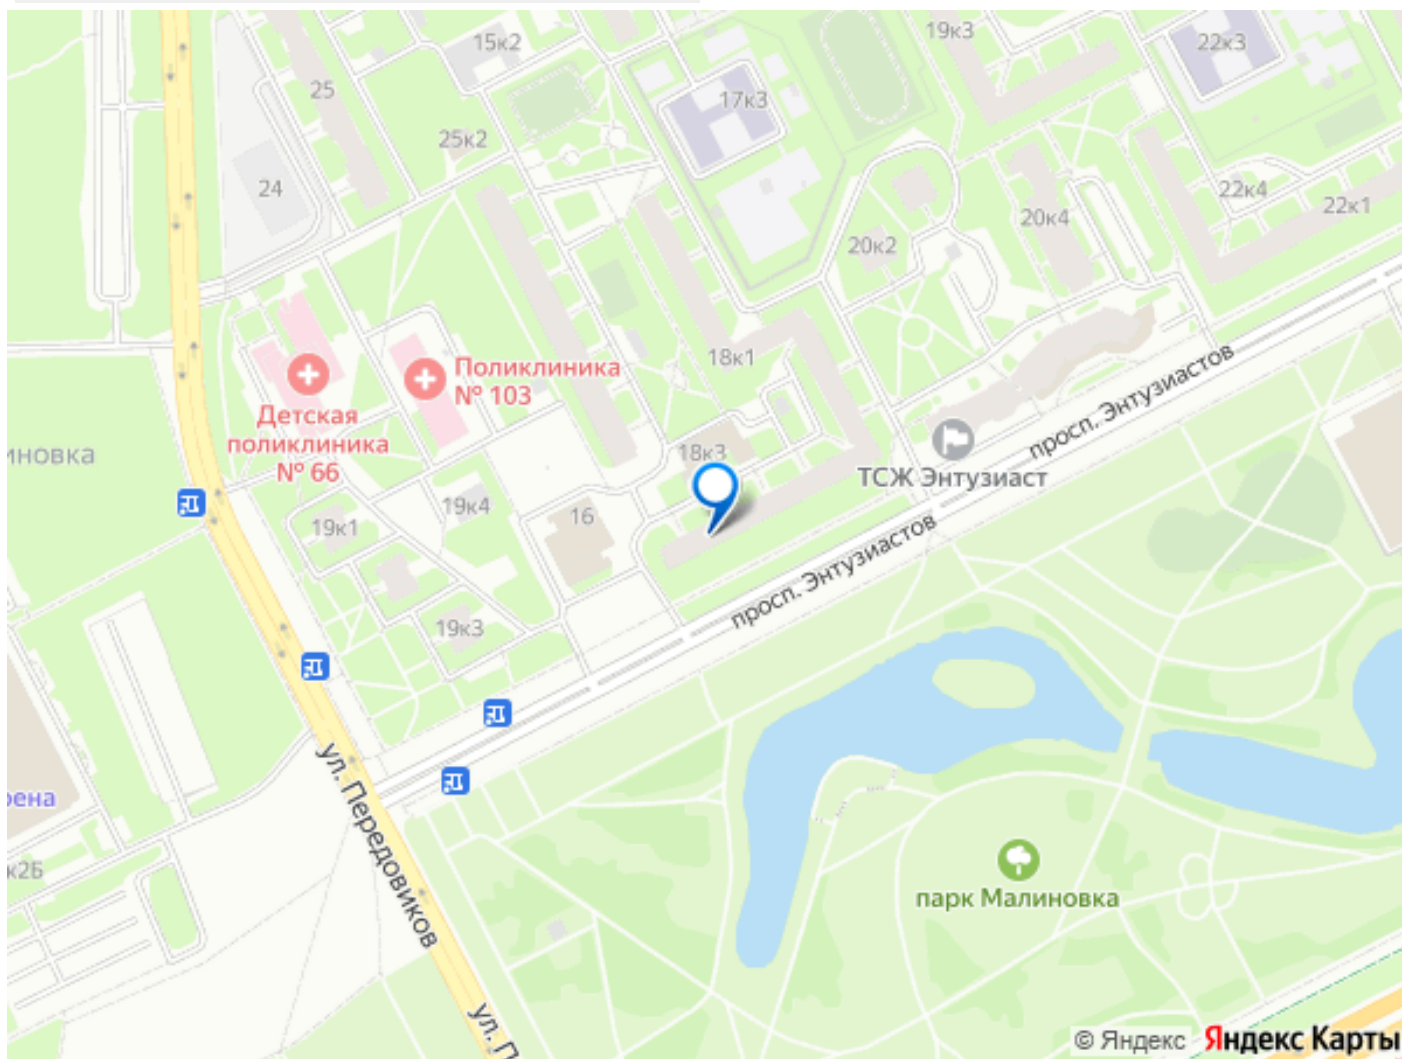 19к3
22к3
15к2
25
17к3
25к2
24
22к4
22к1
20к4
20к2
18к1
Поликлиника
№ 103
Детская
поликлиника
№ 66
просп. Энтузиастов
иновка
18к3
ТСЖ Энтузиаст
19к4
16
19к1
просп. Энтузиастов
19к3
ул. Передовиков
рена
к2Б
парк Малиновка
ул. П
© Яндекс Яндекс Карты